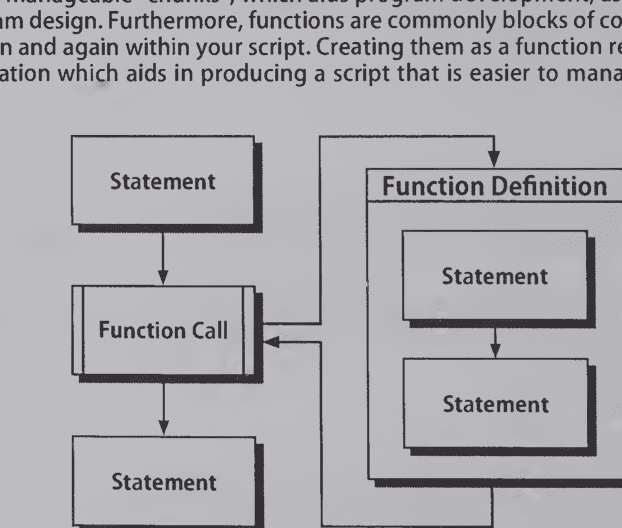 manageable "chunks", which aids program development, as
am design. Furthermore, functions are commonly blocks of co
n and again within your script. Creating them as a function re
ation which aids in producing a script that is easier to mana
Statement
Function Definition
Statement
Function Call
Statement
Statement